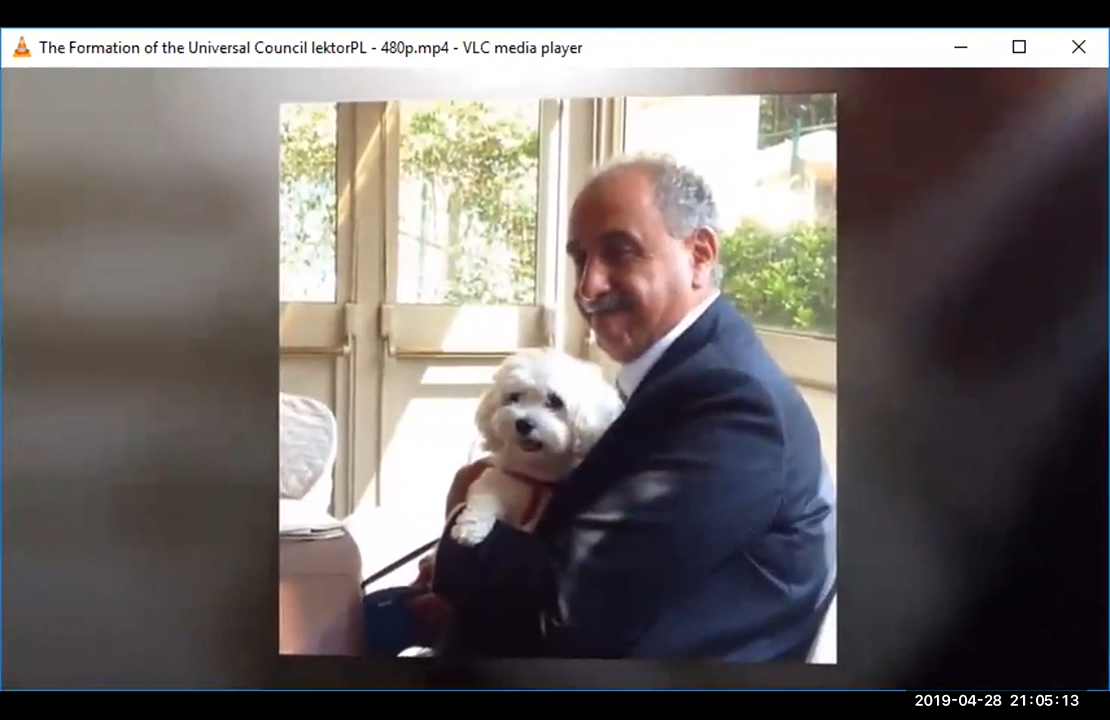 The Formation of the Universal Council lektorPL - 480p.mp4 - VLC media player
2019-04-28 21:05:13